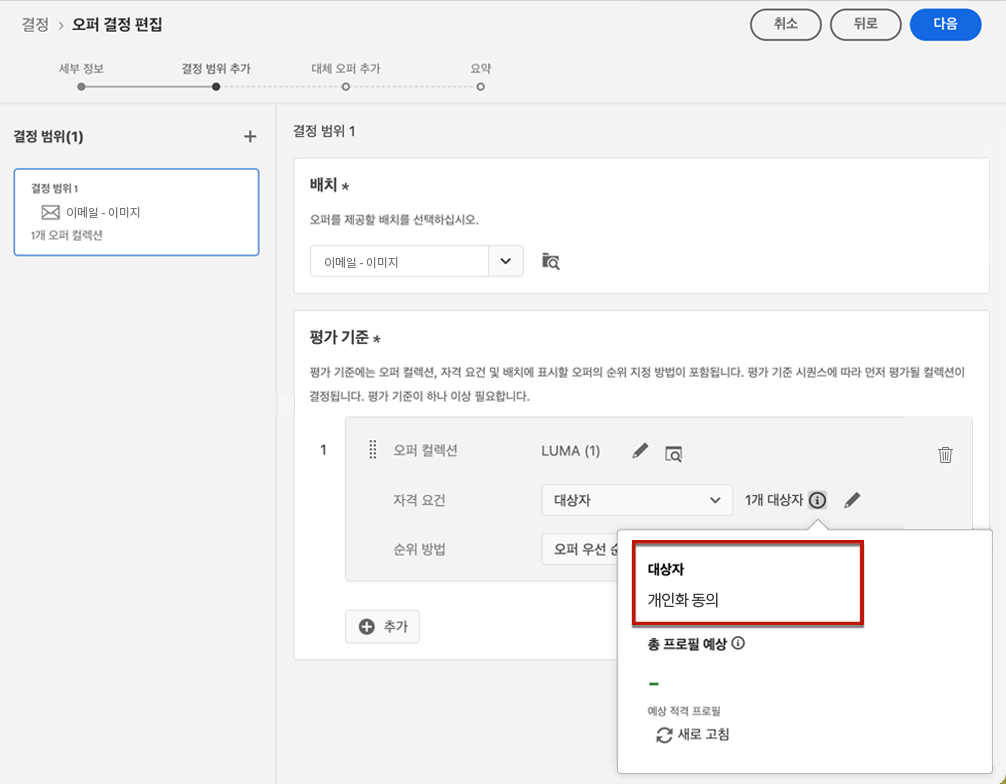 결정 > 오퍼 결정 편집
취소
뒤로
다음
세부 정보
결정 범위 추가
대체 오퍼 추가
요약
결정 범위(1)
결정 범위 1
이메일 - 이미지
1개 오퍼 컬렉션
결정 범위 1
배치 *
오퍼를 제공할 배치를 선택하십시오.
이메일 - 이미지
평가 기준 *
평가 기준에는 오퍼 컬렉션, 자격 요건 및 배치에 표시할 오퍼의 순위 지정 방법이 포함됩니다. 평가 기준 시퀀스에 따라 먼저 평가될 컬렉션이
결정됩니다. 평가 기준이 하나 이상 필요합니다.
1
오퍼 컬렉션
LUMA (1)
자격 요건
대상자
1개 대상자
순위 방법
오퍼 우선
추가
대상자
개인화 동의
총 프로필 예상
–
예상 적격 프로필
새로 고침